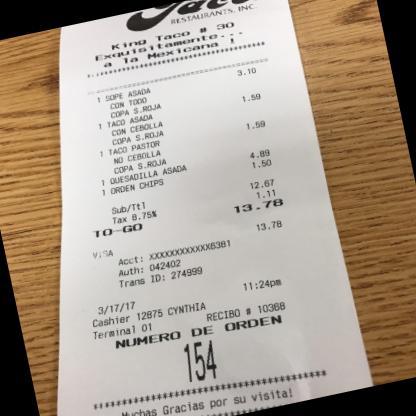 RESTAURANTS, INC.
King Taco # 30
Exquisitamente...
a la Mexicana !
1 SOPE ASADA 3.10
CON TODO
COPA S.ROJA
1 TACO ASADA 1.59
CON CEBOLLA
COPA S.ROJA
1 TACO PASTOR 1.59
NO CEBOLLA
COPA S.ROJA
1 QUESADILLA ASADA 4.89
1 ORDEN CHIPS 1.50
Sub/Ttl 12.67
Tax 8.75% 1.11
TO-GO 13.78
VISA 13.78
Acct: XXXXXXXXXXXX6381
Auth: 042402
Trans ID: 274999
3/17/17 11:24pm
Cashier 12875 CYNTHIA
Terminal 01 RECIBO # 10368
NUMERO DE ORDEN
154
Muchas Gracias por su visita!